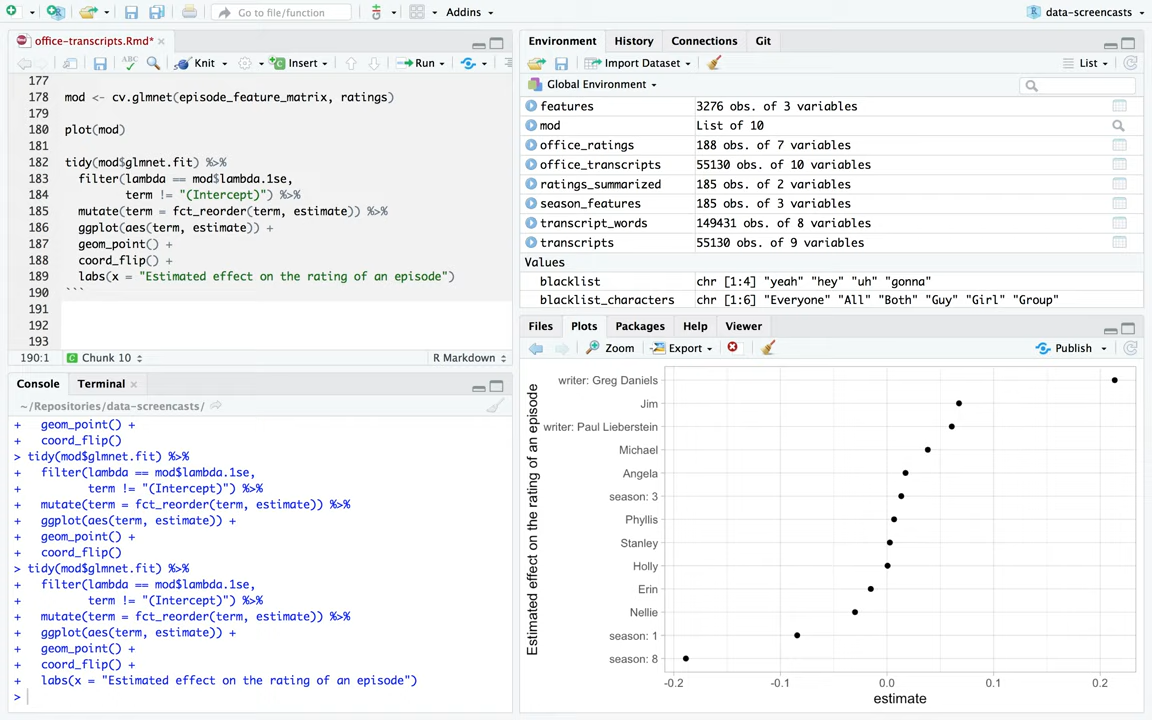 Go to file/function
Addins
data-screencasts
office-transcripts.Rmd*
ABC
Knit
Insert
Run
177
178 mod <- cv.glmnet(episode_feature_matrix, ratings)
179
180 plot(mod)
181
182 tidy(mod$glmnet.fit) %>%
183 filter(lambda == mod$lambda.1se,
184 term != "(Intercept)") %>%
185 mutate(term = fct_reorder(term, estimate)) %>%
186 ggplot(aes(term, estimate)) +
187 geom_point() +
188 coord_flip() +
189 labs(x = "Estimated effect on the rating of an episode")
190 ```
191
192
193
190:1 Chunk 10 R Markdown
Console Terminal
~/Repositories/data-screencasts/
+ geom_point() +
+ coord_flip()
> tidy(mod$glmnet.fit) %>%
+ filter(lambda == mod$lambda.1se,
+ term != "(Intercept)") %>%
+ mutate(term = fct_reorder(term, estimate)) %>%
+ ggplot(aes(term, estimate)) +
+ geom_point() +
+ coord_flip()
> tidy(mod$glmnet.fit) %>%
+ filter(lambda == mod$lambda.1se,
+ term != "(Intercept)") %>%
+ mutate(term = fct_reorder(term, estimate)) %>%
+ ggplot(aes(term, estimate)) +
+ geom_point() +
+ coord_flip() +
+ labs(x = "Estimated effect on the rating of an episode")
>
Environment History Connections Git
Import Dataset List
Global Environment
features 3276 obs. of 3 variables
mod List of 10
office_ratings 188 obs. of 7 variables
office_transcripts 55130 obs. of 10 variables
ratings_summarized 185 obs. of 2 variables
season_features 185 obs. of 3 variables
transcript_words 149431 obs. of 8 variables
transcripts 55130 obs. of 9 variables
Values
blacklist chr [1:4] "yeah" "hey" "uh" "gonna"
blacklist_characters chr [1:6] "Everyone" "All" "Both" "Guy" "Girl" "Group"
Files Plots Packages Help Viewer
Zoom Export Publish
Estimated effect on the rating of an episode
writer: Greg Daniels
Jim
writer: Paul Lieberstein
Michael
Angela
season: 3
Phyllis
Stanley
Holly
Erin
Nellie
season: 1
season: 8
-0.2 -0.1 0.0 0.1 0.2
estimate